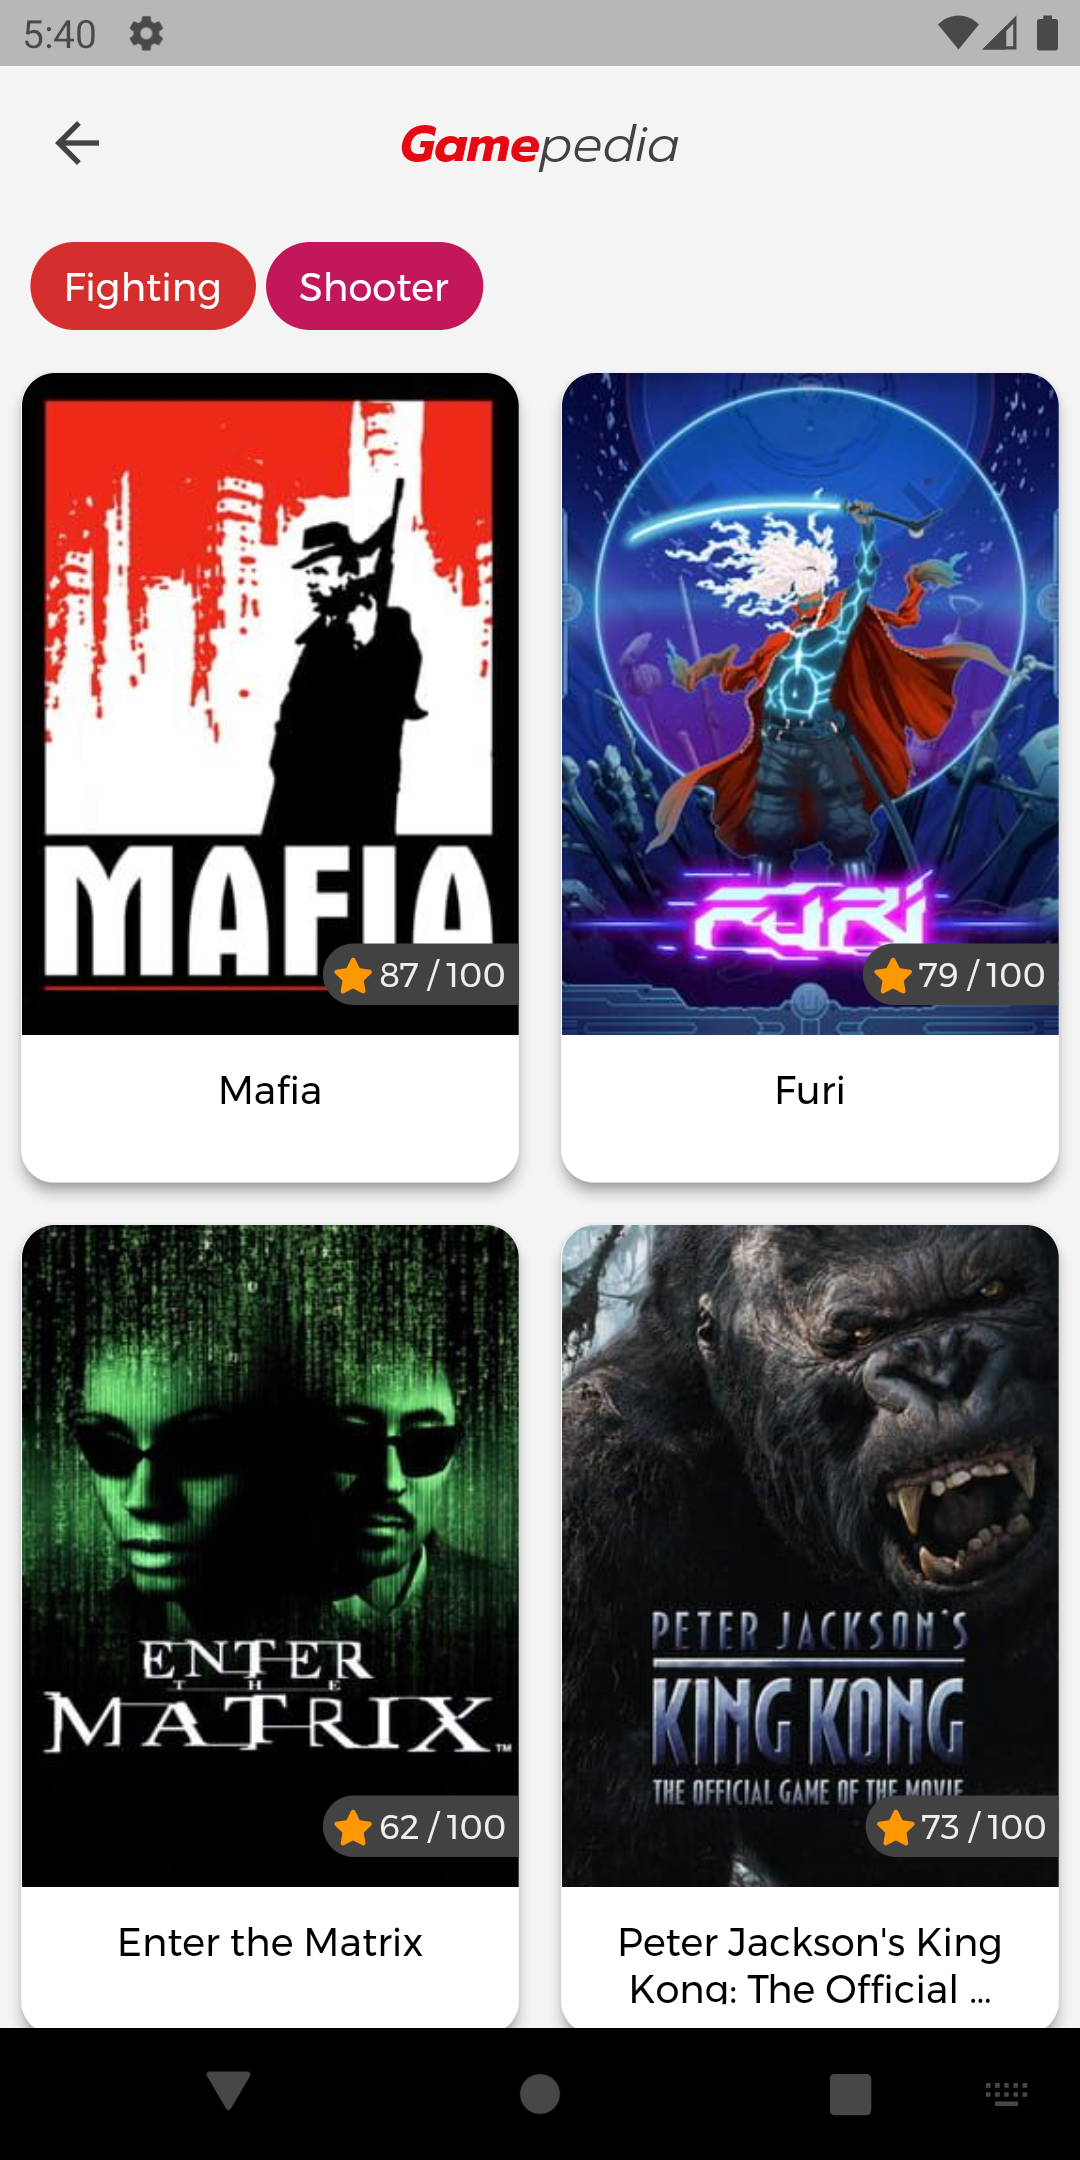 5:40
Gamepedia
Fighting Shooter
MAFIA
87 / 100
FURI
79 / 100
Mafia
Furi
ENTER
THE
MATRIX™
62 / 100
PETER JACKSON'S
KING KONG
THE OFFICIAL GAME OF THE MOVIE
73 / 100
Enter the Matrix
Peter Jackson's King
Kong: The Official ...